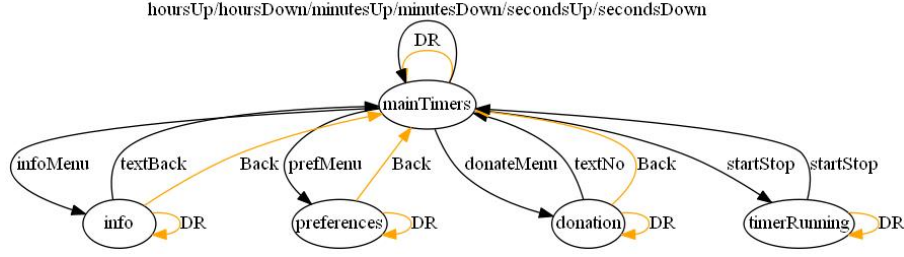 hoursUp/hoursDown/minutesUp/minutesDown/secondsUp/secondsDown
DR
mainTimers
infoMenu
textBack
Back
prefMenu
Back
donateMenu
textNo
Back
startStop
startStop
info
DR
preferences
DR
donation
DR
timerRunning
DR